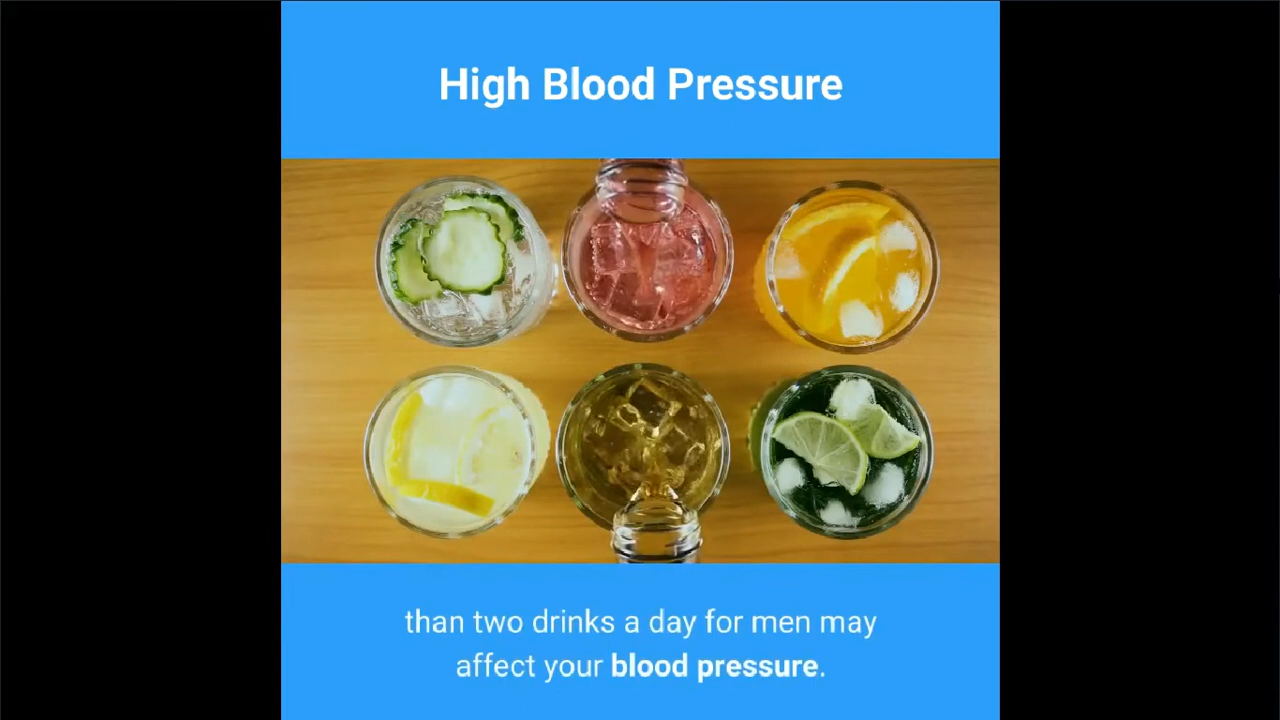 High Blood Pressure
than two drinks a day for men may
affect your blood pressure.